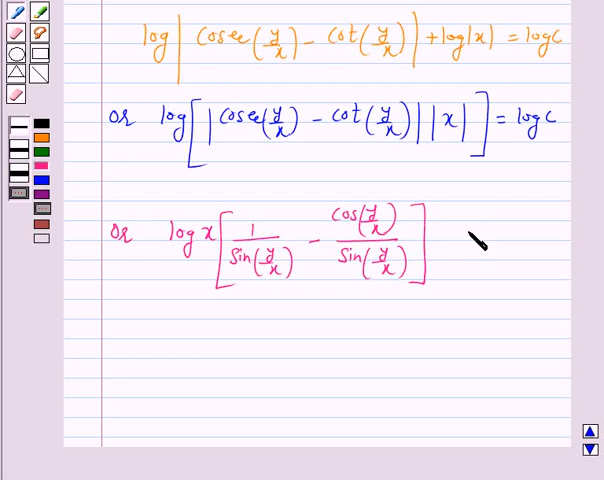 log | cosec(y/x) - cot(y/x) | + log|x| = log c
or log[ | cosec(y/x) - cot(y/x) | |x| ] = log c
or log x [ 1/sin(y/x) - cos(y/x)/sin(y/x) ]